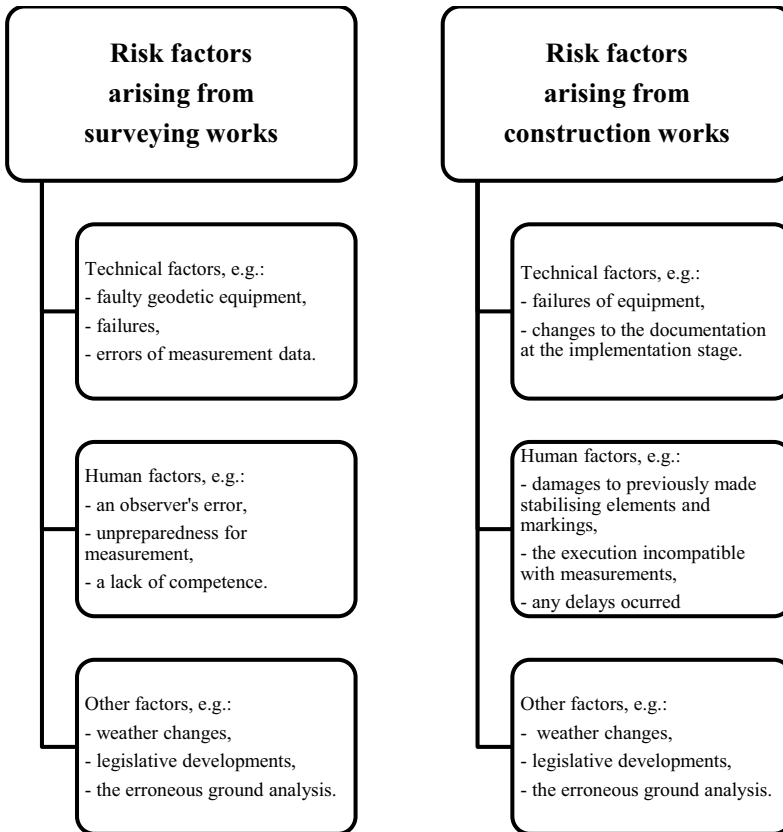 Risk factors
arising from
surveying works
Technical factors, e.g.:
- faulty geodetic equipment,
- failures,
- errors of measurement data.
Human factors, e.g.:
- an observer's error,
- unpreparedness for
measurement,
- a lack of competence.
Other factors, e.g.:
- weather changes,
- legislative developments,
- the erroneous ground analysis.
Risk factors
arising from
construction works
Technical factors, e.g.:
- failures of equipment,
- changes to the documentation
at the implementation stage.
Human factors, e.g.:
- damages to previously made
stabilising elements and
markings,
- the execution incompatible
with measurements,
- any delays ocurred
Other factors, e.g.:
- weather changes,
- legislative developments,
- the erroneous ground analysis.